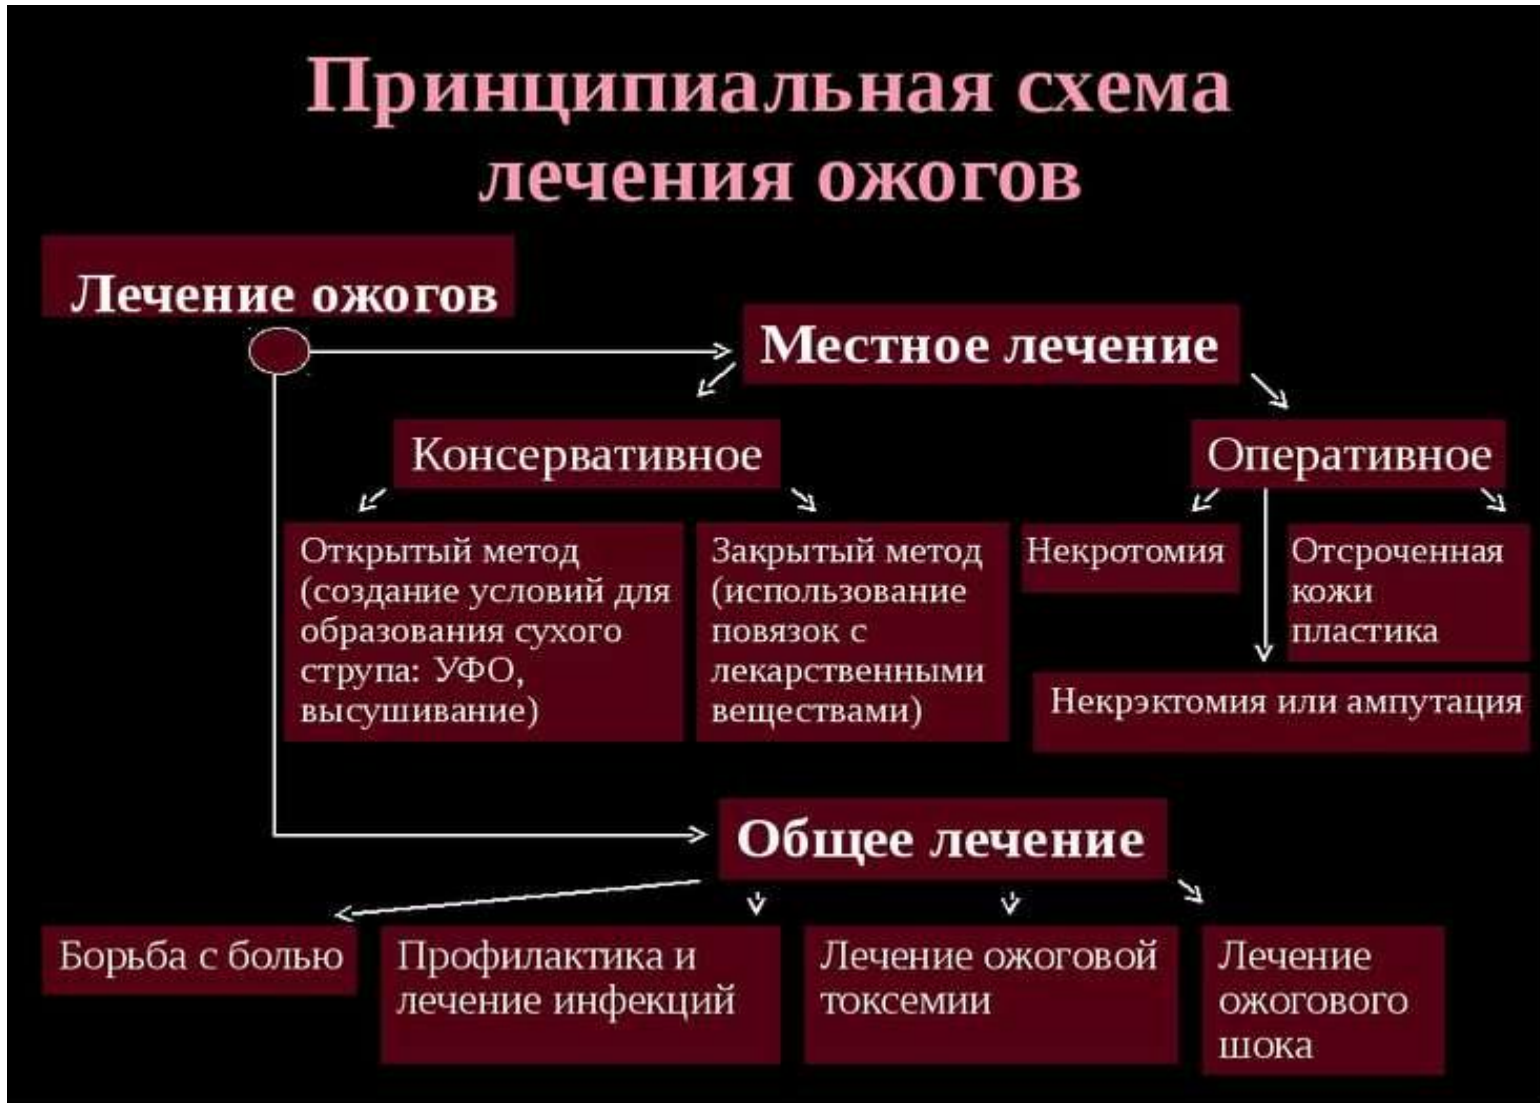 Принципиальная схема
лечения ожогов
Лечение ожогов
Местное лечение
Консервативное
Оперативное
Открытый метод
(создание условий для
образования сухого
струпа: УФО,
высушивание)
Закрытый метод
(использование
повязок с
лекарственными
веществами)
Некротомия
Отсроченная
кожи
пластика
Некрэктомия или ампутация
Общее лечение
Борьба с болью
Профилактика и
лечение инфекций
Лечение ожоговой
токсемии
Лечение
ожогового
шока